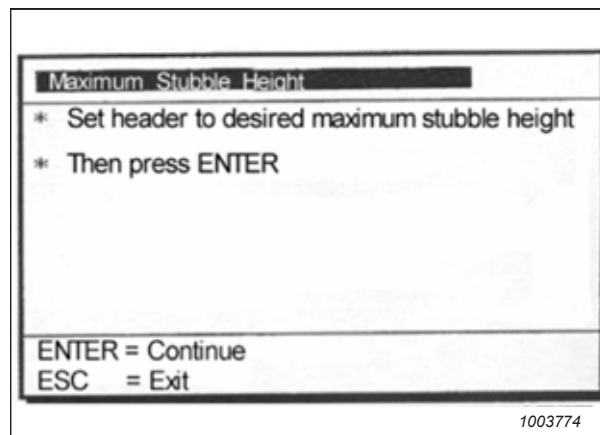 Maximum Stubble Height
* Set header to desired maximum stubble height
* Then press ENTER
ENTER = Continue
ESC = Exit
1003774